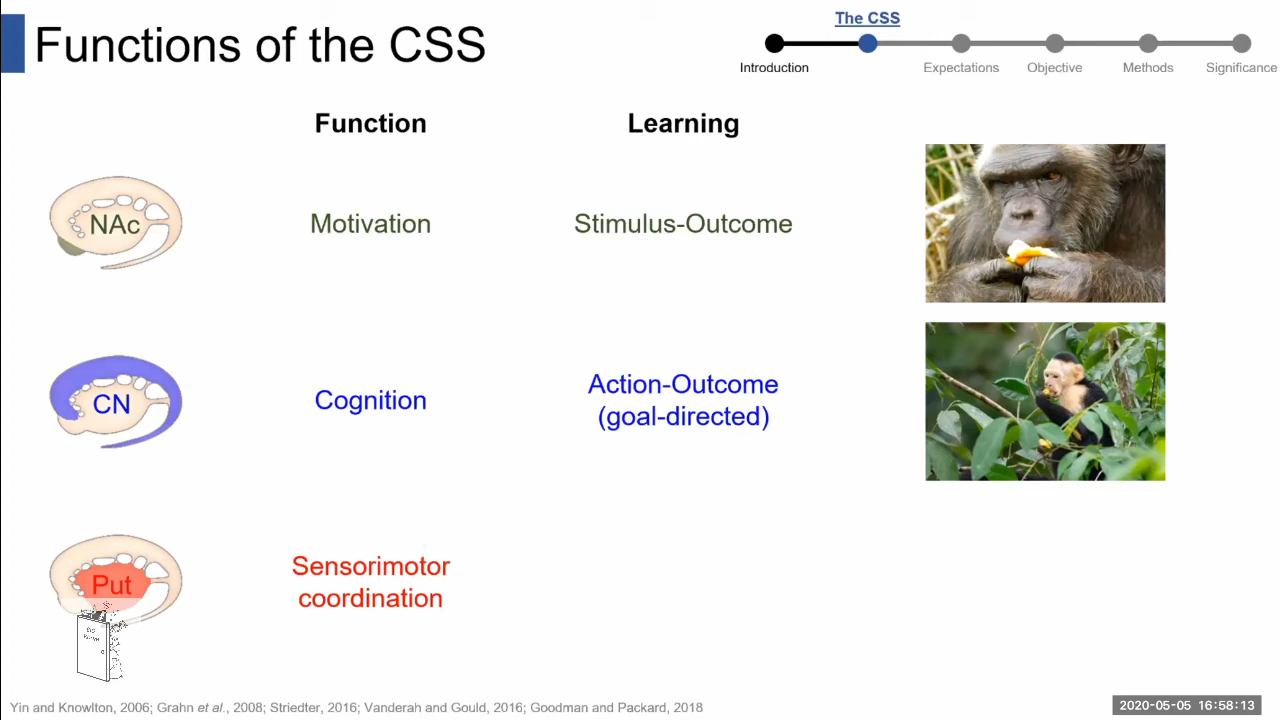 The CSS
Functions of the CSS
Introduction
Expectations
Objective
Methods
Significance
Function
Learning
NAc
Motivation
Stimulus-Outcome
CN
Cognition
Action-Outcome
(goal-directed)
Put
Sensorimotor
coordination
Yin and Knowlton, 2006; Grahn et al., 2008; Striedter, 2016; Vanderah and Gould, 2016; Goodman and Packard, 2018
2020-05-05 16:58:13